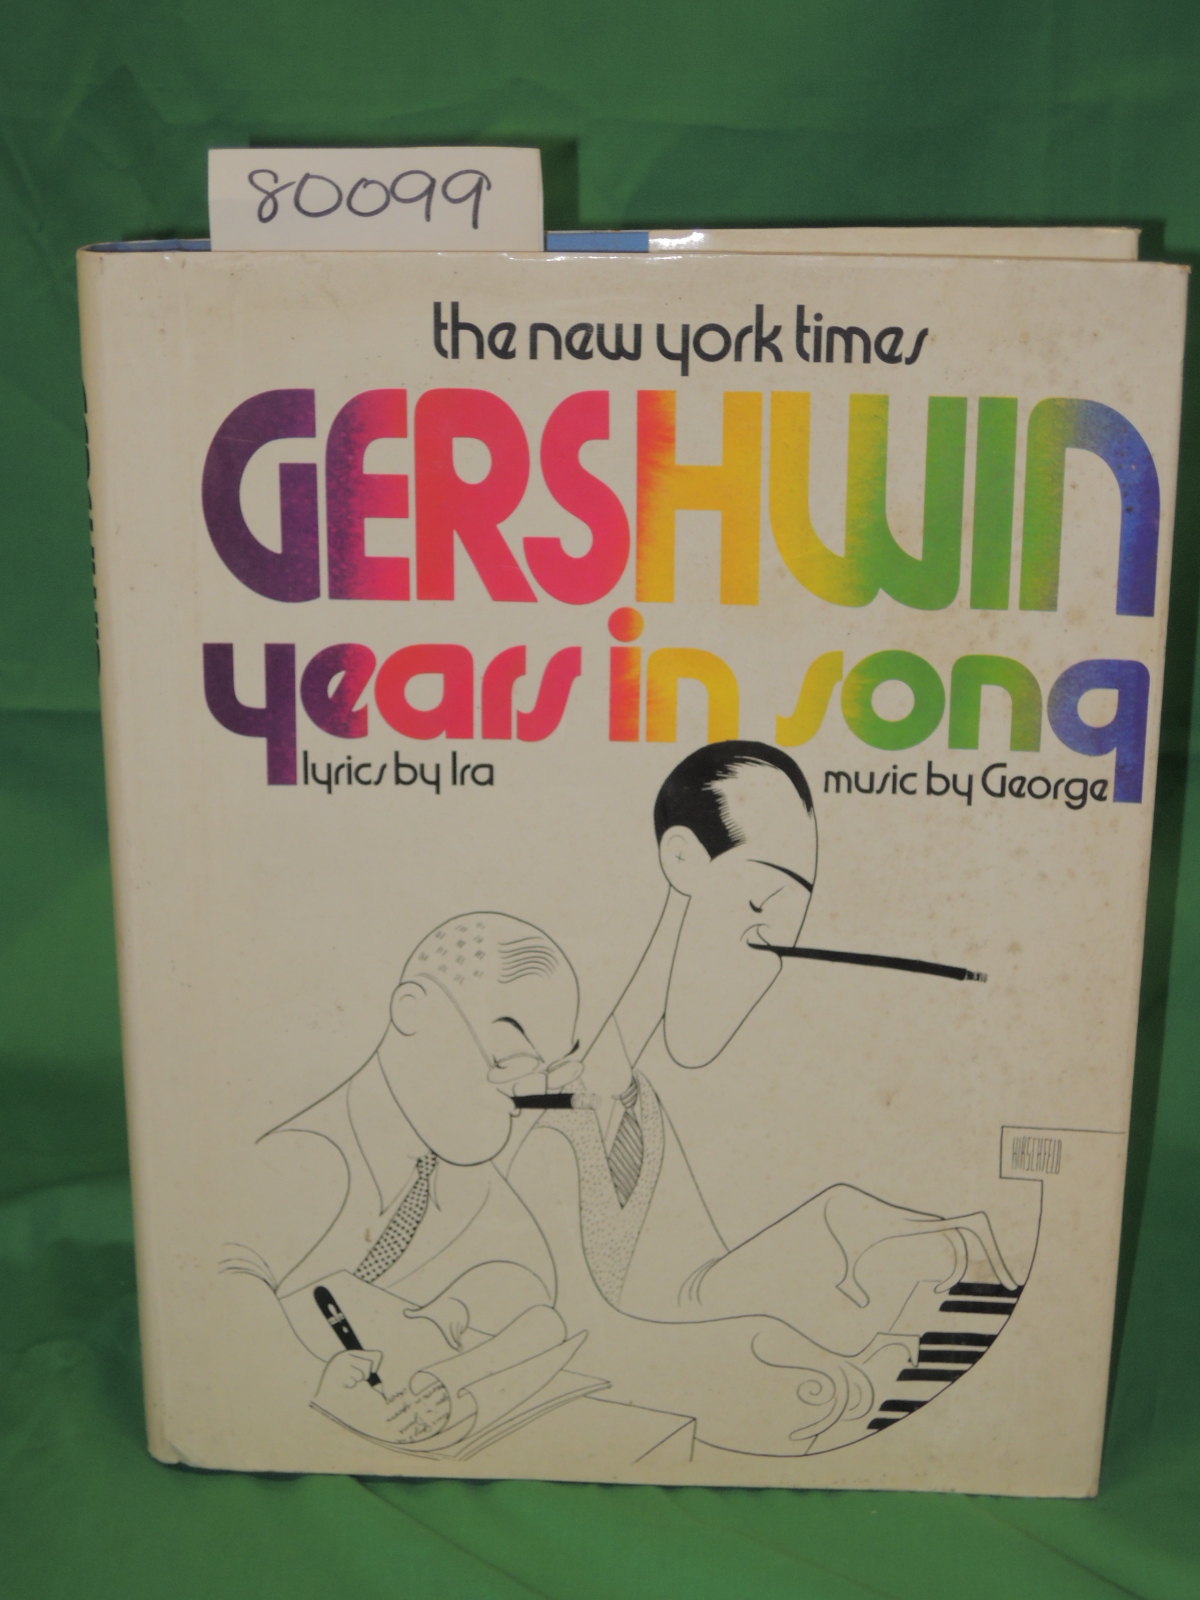 80099
the new york times
GERSHWIN
years in song
lyrics by Ira
music by George
HIRSCHFELD